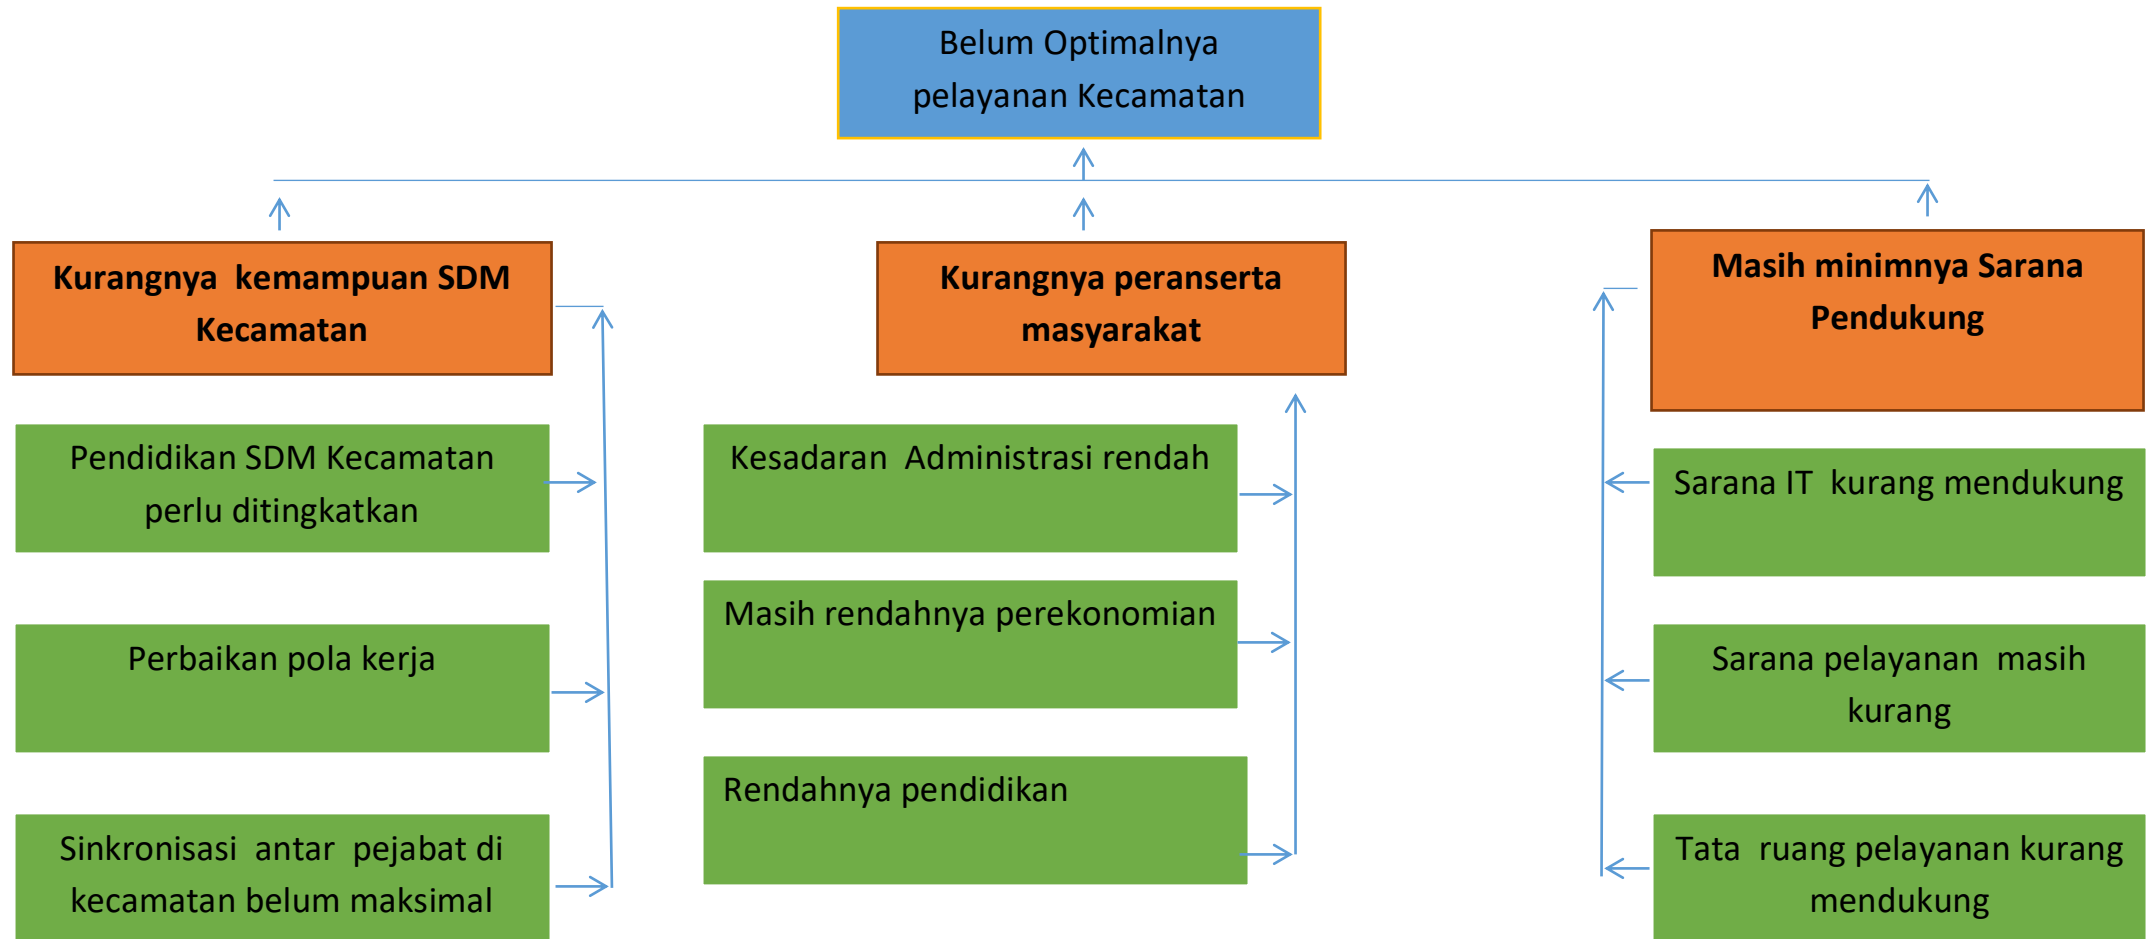 Belum Optimalnya
pelayanan Kecamatan
Kurangnya  kemampuan SDM
Kecamatan
Kurangnya peranserta
masyarakat
Masih minimnya Sarana
Pendukung
Pendidikan SDM Kecamatan
perlu ditingkatkan
Perbaikan pola kerja
Sinkronisasi  antar  pejabat di
kecamatan belum maksimal
Kesadaran  Administrasi rendah
Masih rendahnya perekonomian
Rendahnya pendidikan
Sarana IT  kurang mendukung
Sarana pelayanan  masih
kurang
Tata  ruang pelayanan kurang
mendukung